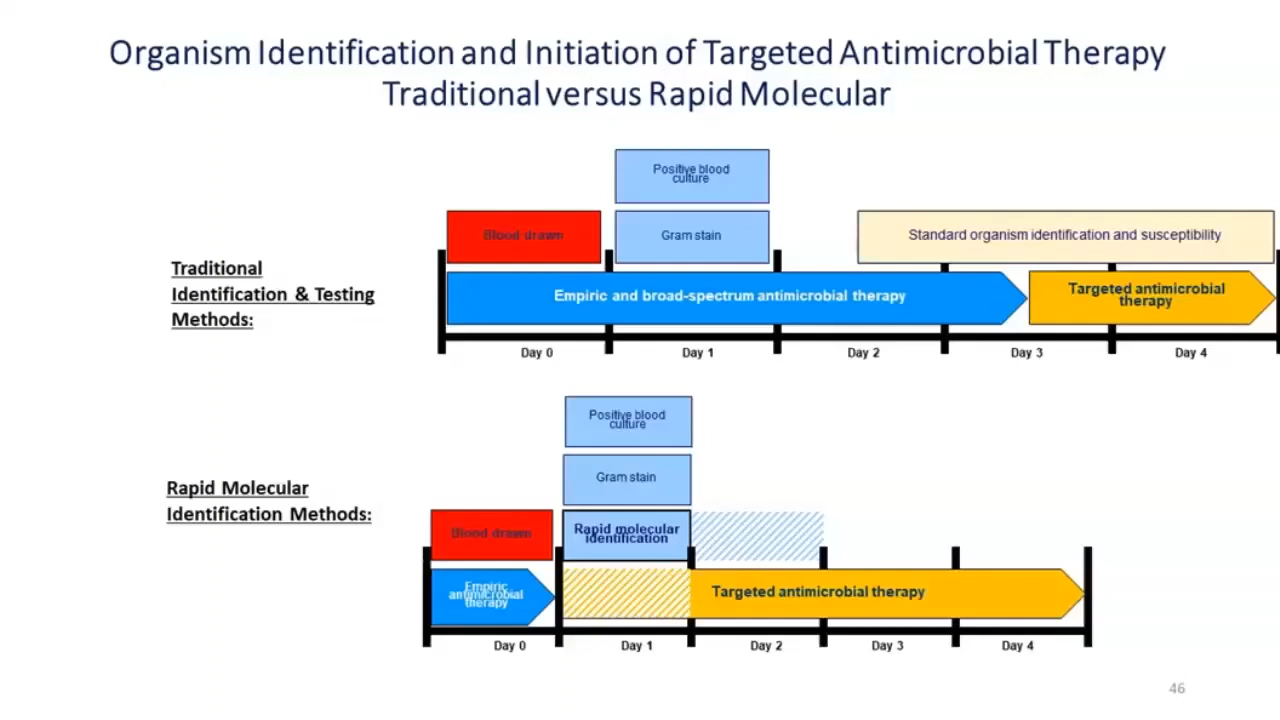 Organism Identification and Initiation of Targeted Antimicrobial Therapy
Traditional versus Rapid Molecular
Positive blood
culture
Blood drawn
Gram stain
Standard organism identification and susceptibility
Traditional
Identification & Testing
Methods:
Empiric and broad-spectrum antimicrobial therapy
Targeted antimicrobial
therapy
Day 0
Day 1
Day 2
Day 3
Day 4
Positive blood
culture
Gram stain
Rapid Molecular
Identification Methods:
Blood drawn
Rapid molecular
identification
Empiric
antimicrobial
therapy
Targeted antimicrobial therapy
Day 0
Day 1
Day 2
Day 3
Day 4
46